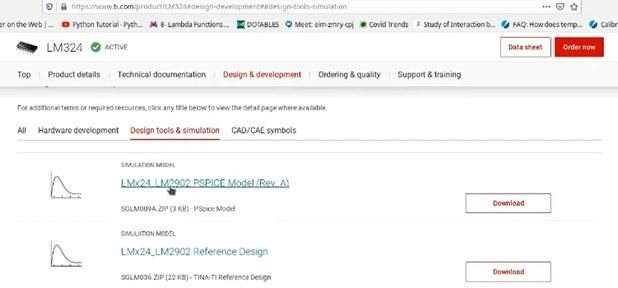 https://www.ti.com/product/LM324#design-development#design-tools-simulation
er on the Web | ... Python Tutorial - Pytho... 8- Lambda Functions ... DOTABLES Meet: eim-zmry-cpj Covid Trends Study of Interaction b... FAQ: How does temp... Calibr
LM324 ACTIVE
Data sheet Order now
Top Product details Technical documentation Design & development Ordering & quality Support & training
For additional terms or required resources, click any title below to view the detail page where available.
All Hardware development Design tools & simulation CAD/CAE symbols
SIMULATION MODEL
LMx24_LM2902 PSPICE Model (Rev. A)
Download
SGLM009A.ZIP (3 KB) - PSpice Model
SIMULATION MODEL
LMx24_LM2902 Reference Design
Download
SGLM036.ZIP (22 KB) - TINA-TI Reference Design